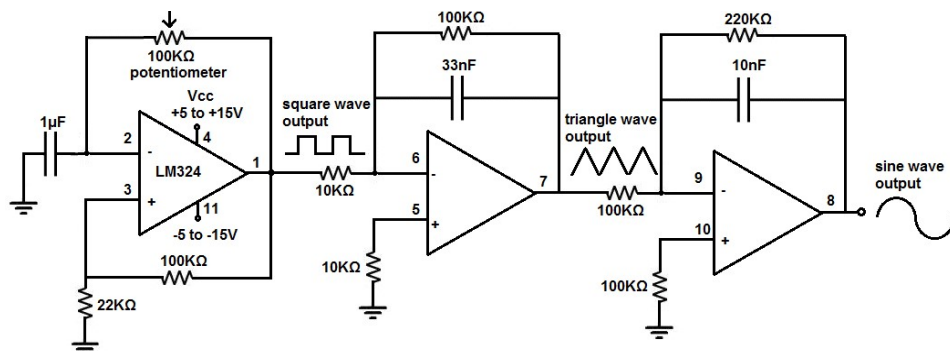 100KΩ
potentiometer
1µF
Vcc
+5 to +15V
2
4
-
LM324
1
3
+
11
-5 to -15V
100KΩ
22KΩ
square wave
output
10KΩ
100KΩ
33nF
6
-
7
5
+
10KΩ
triangle wave
output
100KΩ
220KΩ
10nF
9
-
8
10
+
100KΩ
sine wave
output